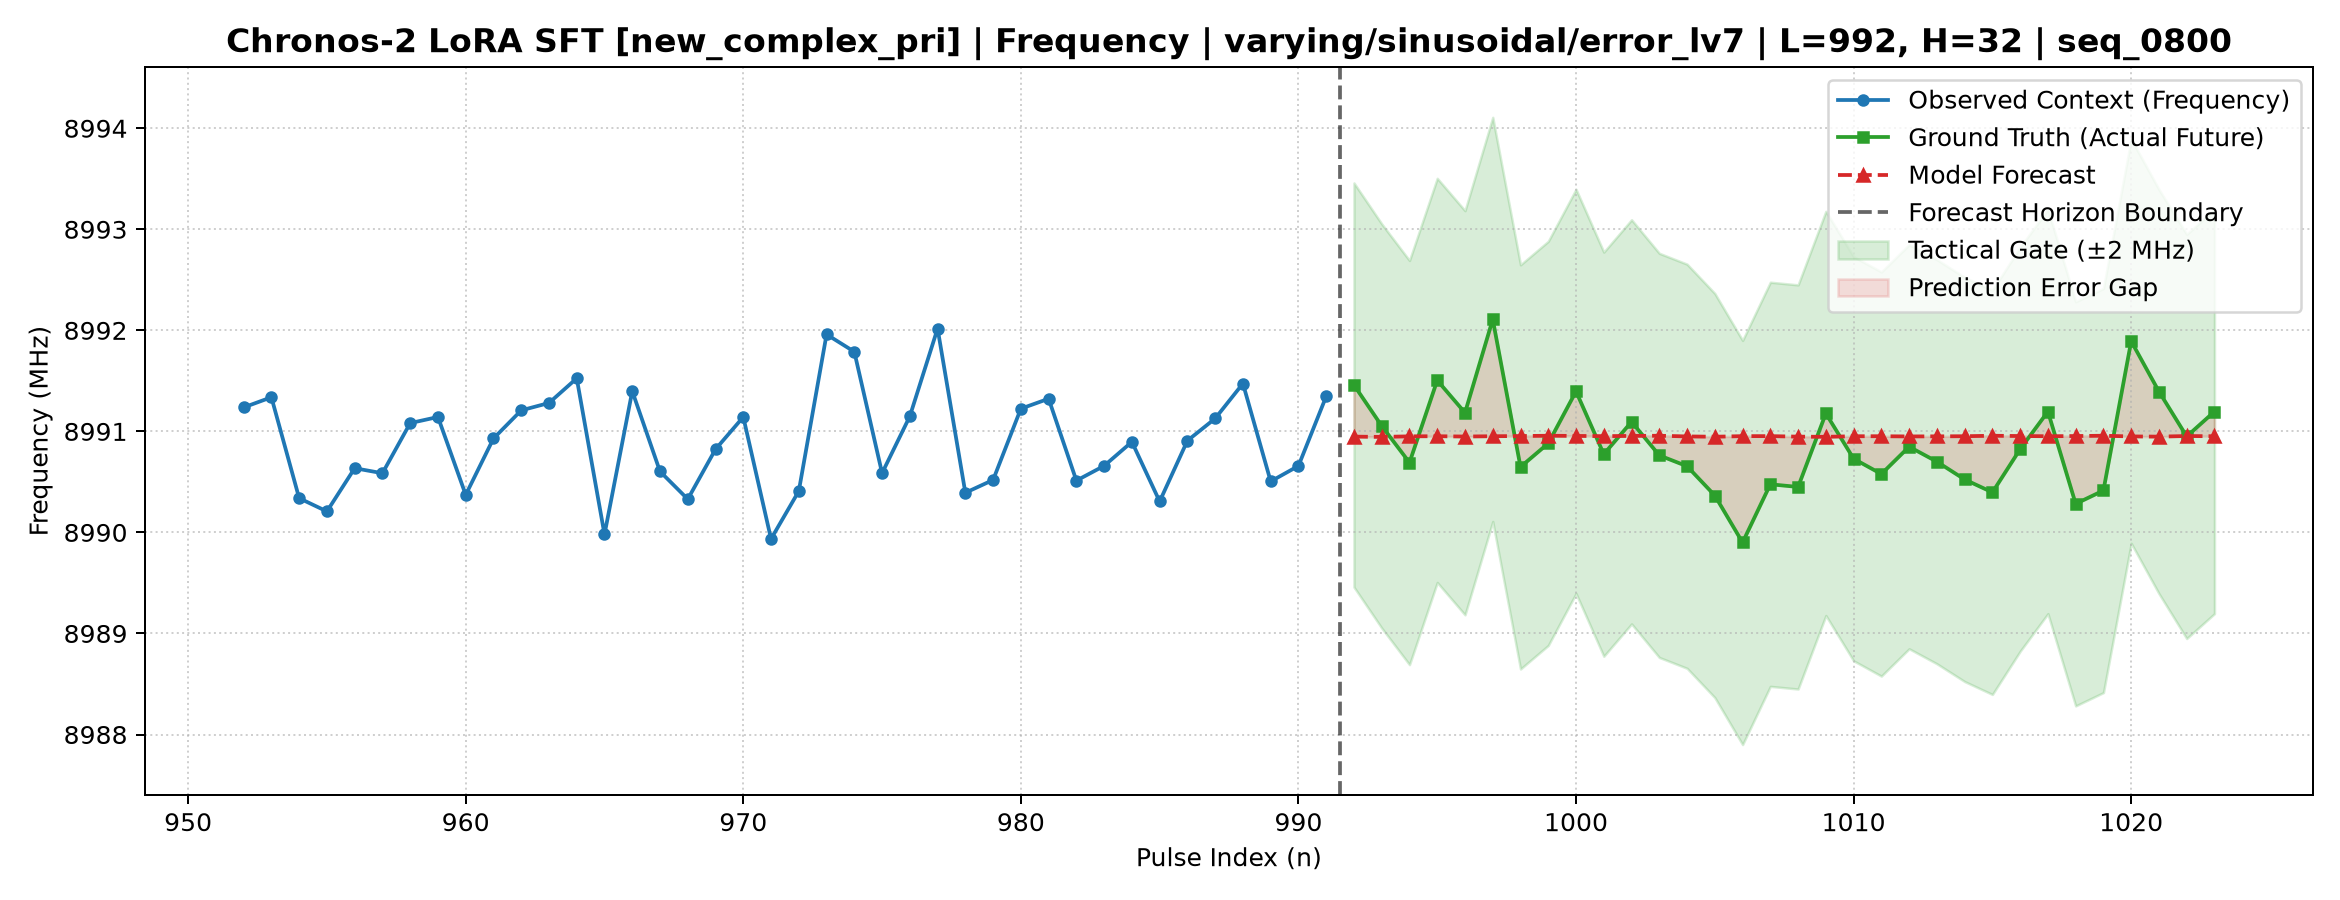 Chronos-2 LoRA SFT [new_complex_pri] | Frequency | varying/sinusoidal/error_lv7 | L=992, H=32 | seq_0800
Observed Context (Frequency)
Ground Truth (Actual Future)
Model Forecast
Forecast Horizon Boundary
Tactical Gate (±2 MHz)
Prediction Error Gap
Frequency (MHz)
8994
8993
8992
8991
8990
8989
8988
950 960 970 980 990 1000 1010 1020
Pulse Index (n)